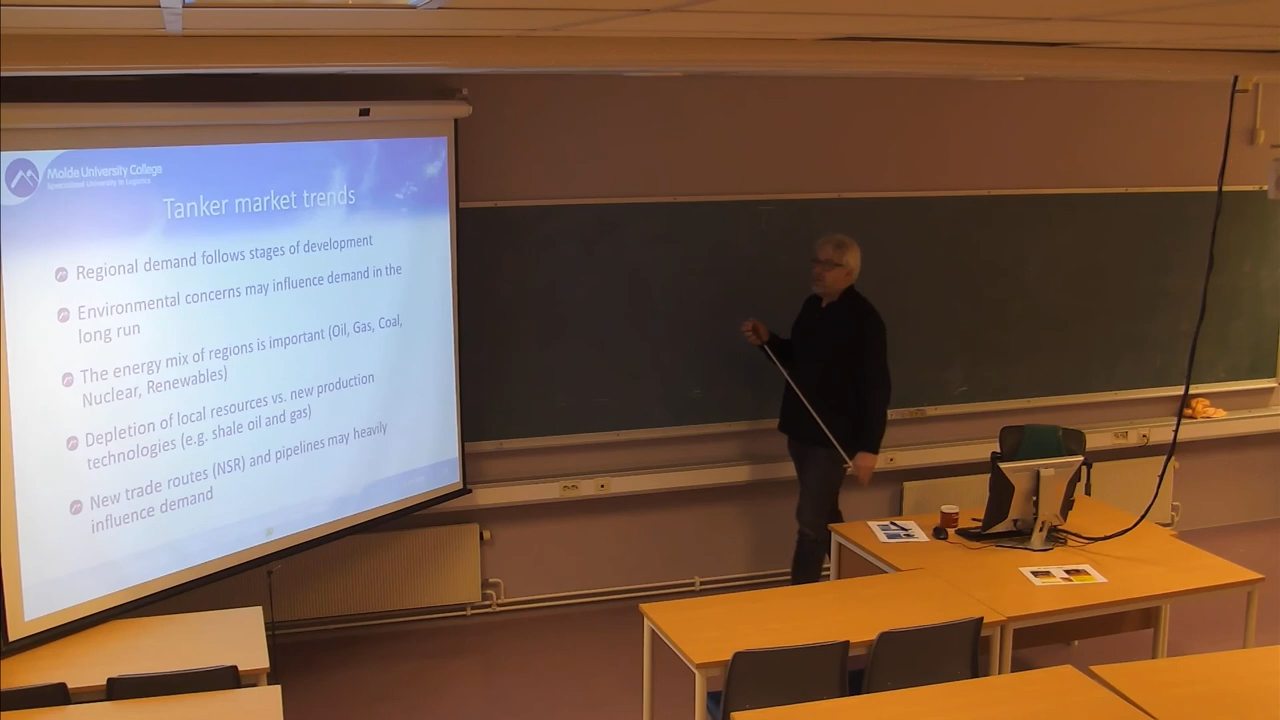 Molde University College
Specialized University in Logistics
Tanker market trends
Regional demand follows stages of development
Environmental concerns may influence demand in the
long run
The energy mix of regions is important (Oil, Gas, Coal,
Nuclear, Renewables)
Depletion of local resources vs. new production
technologies (e.g. shale oil and gas)
New trade routes (NSR) and pipelines may heavily
influence demand